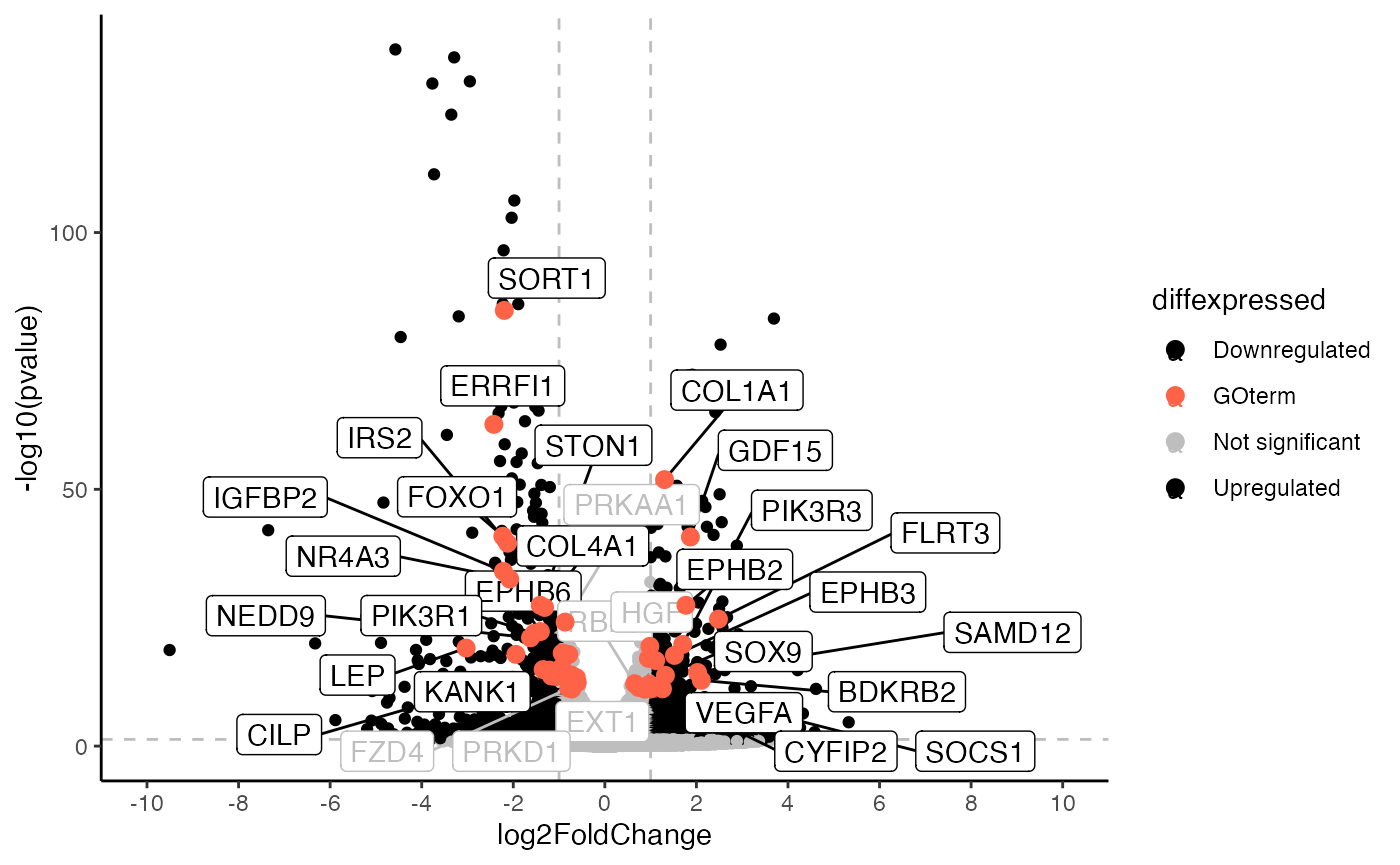 -log10(pvalue)
100
50
0
SORT1
ERRFI1
COL1A1
IRS2
STON1
GDF15
IGFBP2
FOXO1
PRKAA1
PIK3R3
FLRT3
NR4A3
COL4A1
EPHB2
EPHB6
EPHB3
NEDD9
PIK3R1
HGF
SAMD12
SOX9
LEP
KANK1
BDKRB2
VEGFA
EXT1
CILP
FZD4
PRKD1
CYFIP2
SOCS1
-10 -8 -6 -4 -2 0 2 4 6 8 10
log2FoldChange
diffexpressed
Downregulated
GOterm
Not significant
Upregulated